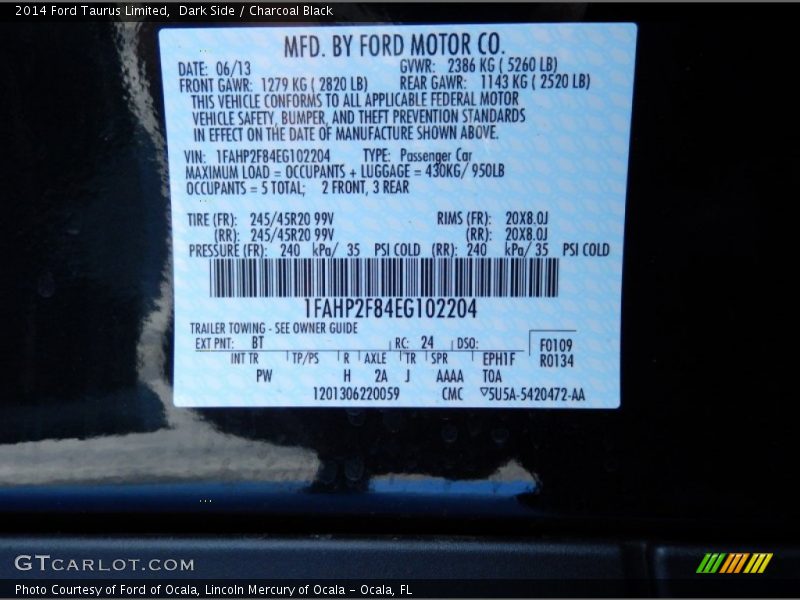 2014 Ford Taurus Limited,  Dark Side / Charcoal Black
MFD. BY FORD MOTOR CO.
DATE: 06/13 GVWR: 2386 KG ( 5260 LB)
FRONT GAWR: 1279 KG ( 2820 LB) REAR GAWR: 1143 KG ( 2520 LB)
THIS VEHICLE CONFORMS TO ALL APPLICABLE FEDERAL MOTOR
VEHICLE SAFETY, BUMPER, AND THEFT PREVENTION STANDARDS
IN EFFECT ON THE DATE OF MANUFACTURE SHOWN ABOVE.
VIN: 1FAHP2F84EG102204 TYPE: Passenger Car
MAXIMUM LOAD = OCCUPANTS + LUGGAGE = 430KG/ 950LB
OCCUPANTS = 5 TOTAL; 2 FRONT, 3 REAR
TIRE (FR): 245/45R20 99V RIMS (FR): 20X8.0J
(RR): 245/45R20 99V (RR): 20X8.0J
PRESSURE (FR): 240 kPa/ 35 PSI COLD (RR): 240 kPa/ 35 PSI COLD
1FAHP2F84EG102204
TRAILER TOWING - SEE OWNER GUIDE
EXT PNT: BT RC: 24 DSO: F0109
INT TR TP/PS R AXLE TR SPR EPH1F R0134
PW H 2A J AAAA TOA
1201306220059 CMC ▽5U5A-5420472-AA
GTCARLOT.COM
Photo Courtesy of Ford of Ocala, Lincoln Mercury of Ocala - Ocala, FL